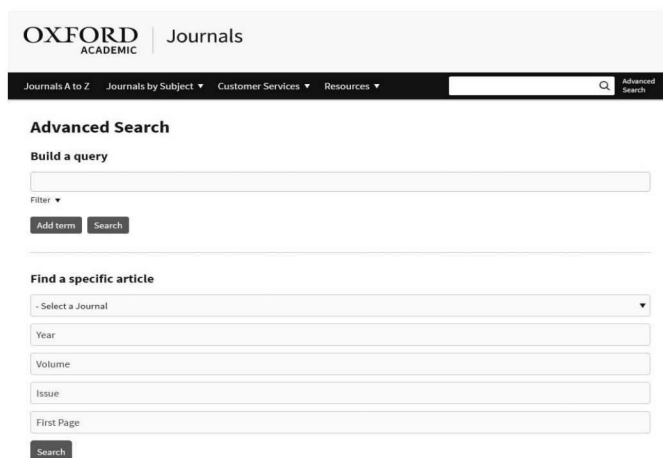 OXFORD
ACADEMIC
Journals
Journals A to Z Journals by Subject ▼ Customer Services ▼ Resources ▼ Advanced Search
Advanced Search
Build a query
Filter ▼
Add term Search
Find a specific article
- Select a Journal
Year
Volume
Issue
First Page
Search